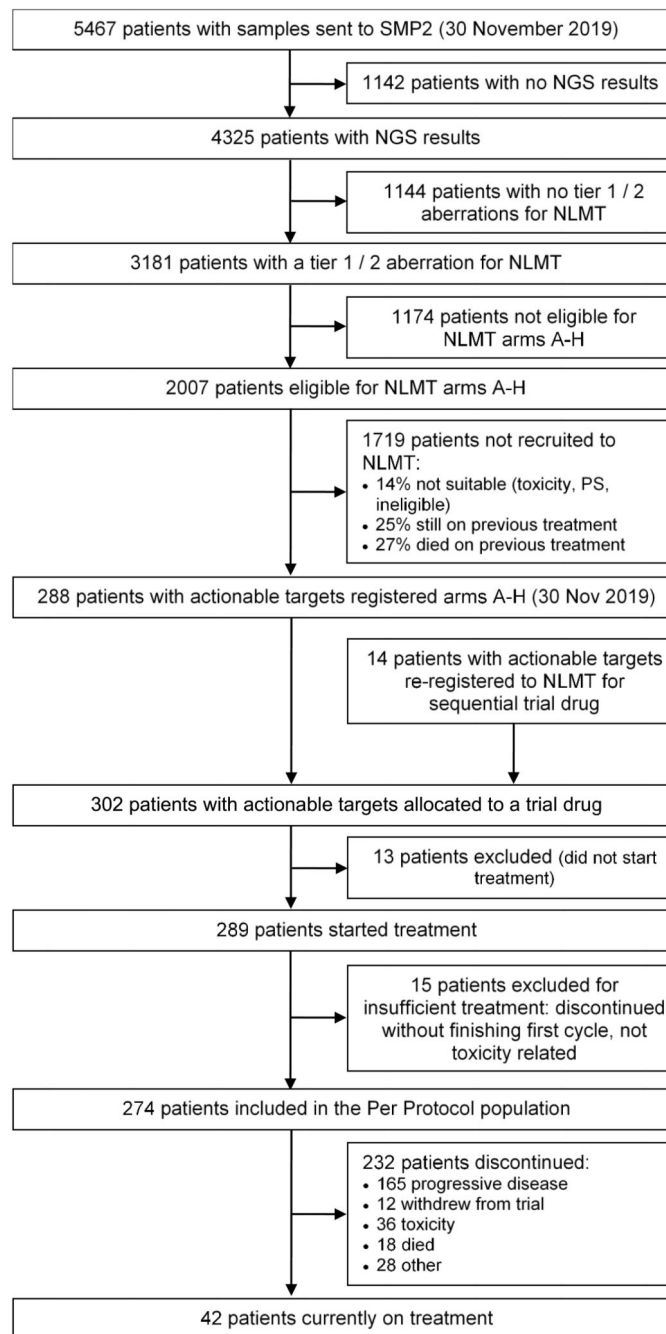 5467 patients with samples sent to SMP2 (30 November 2019)
1142 patients with no NGS results
4325 patients with NGS results
1144 patients with no tier 1 / 2
aberrations for NLMT
3181 patients with a tier 1 / 2 aberration for NLMT
1174 patients not eligible for
NLMT arms A-H
2007 patients eligible for NLMT arms A-H
1719 patients not recruited to
NLMT:
• 14% not suitable (toxicity, PS,
ineligible)
• 25% still on previous treatment
• 27% died on previous treatment
288 patients with actionable targets registered arms A-H (30 Nov 2019)
14 patients with actionable targets
re-registered to NLMT for
sequential trial drug
302 patients with actionable targets allocated to a trial drug
13 patients excluded (did not start
treatment)
289 patients started treatment
15 patients excluded for
insufficient treatment: discontinued
without finishing first cycle, not
toxicity related
274 patients included in the Per Protocol population
232 patients discontinued:
• 165 progressive disease
• 12 withdrew from trial
• 36 toxicity
• 18 died
• 28 other
42 patients currently on treatment